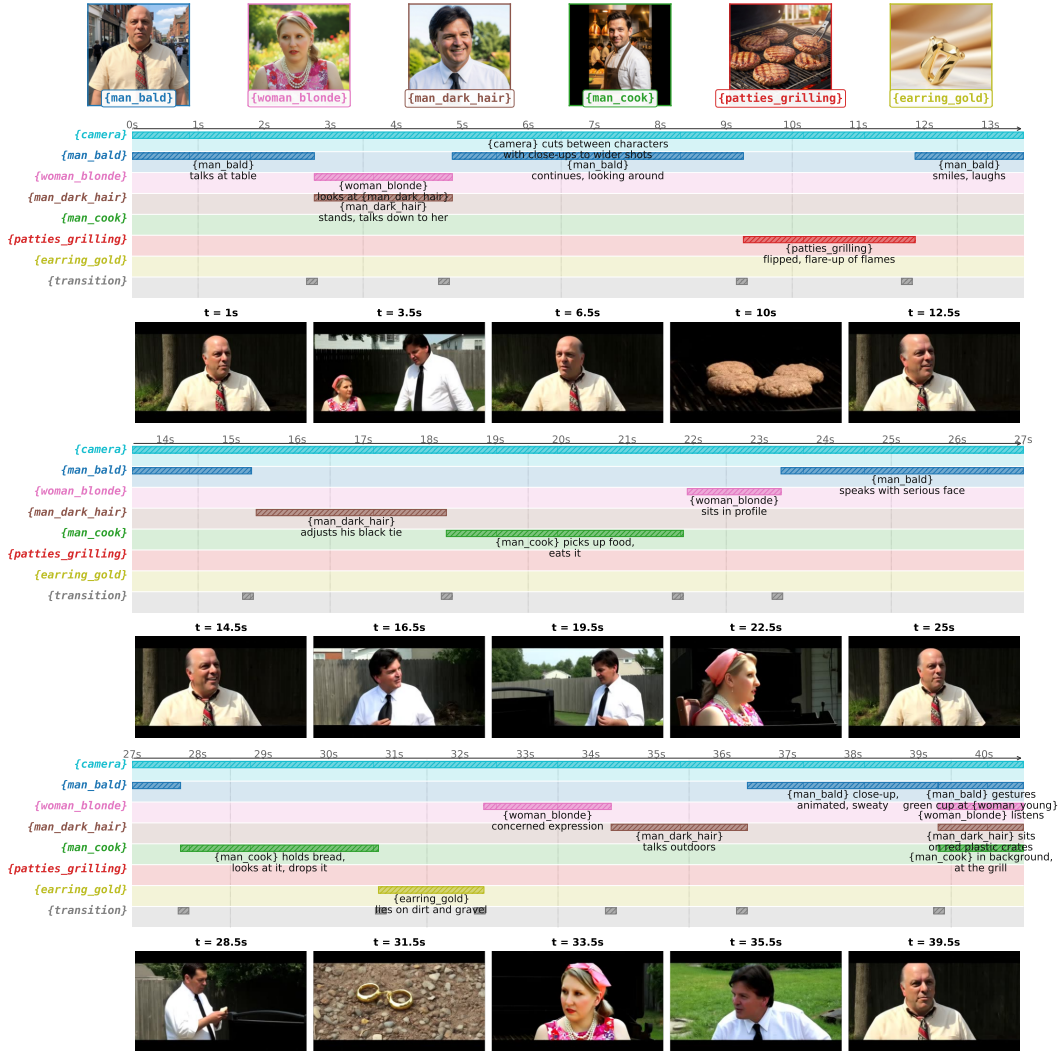 {man_bald}
{woman_blonde}
{man_dark_hair}
{man_cook}
{patties_grilling}
{earring_gold}
0s 1s 2s 3s 4s 5s 6s 7s 8s 9s 10s 11s 12s 13s
{camera}
{camera} cuts between characters
with close-ups to wider shots
{man_bald}
{man_bald}
talks at table
{man_bald}
continues, looking around
{man_bald}
smiles, laughs
{woman_blonde}
{woman_blonde}
looks at {man_dark_hair}
{man_dark_hair}
{man_dark_hair}
stands, talks down to her
{man_cook}
{patties_grilling}
{patties_grilling}
flipped, flare-up of flames
{earring_gold}
{transition}
t = 1s
t = 3.5s
t = 6.5s
t = 10s
t = 12.5s
14s 15s 16s 17s 18s 19s 20s 21s 22s 23s 24s 25s 26s 27s
{camera}
{man_bald}
{man_bald}
speaks with serious face
{woman_blonde}
{woman_blonde}
sits in profile
{man_dark_hair}
{man_dark_hair}
adjusts his black tie
{man_cook}
{man_cook} picks up food,
eats it
{patties_grilling}
{earring_gold}
{transition}
t = 14.5s
t = 16.5s
t = 19.5s
t = 22.5s
t = 25s
27s 28s 29s 30s 31s 32s 33s 34s 35s 36s 37s 38s 39s 40s
{camera}
{man_bald}
{man_bald} close-up,
animated, sweaty
{man_bald} gestures
green cup at {woman_young}
{woman_blonde}
{woman_blonde}
concerned expression
{woman_blonde} listens
{man_dark_hair}
{man_dark_hair}
talks outdoors
{man_dark_hair} sits
on red plastic crates
{man_cook}
{man_cook} holds bread,
looks at it, drops it
{man_cook} in background,
at the grill
{patties_grilling}
{earring_gold}
{earring_gold}
lies on dirt and gravel
{transition}
t = 28.5s
t = 31.5s
t = 33.5s
t = 35.5s
t = 39.5s